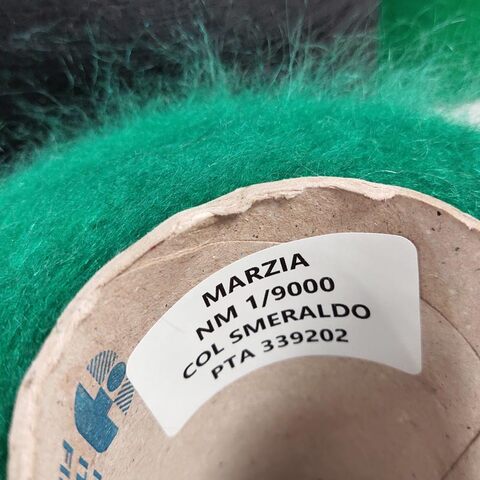 MARZIA
NM 1/9000
COL SMERALDO
PTA 339202